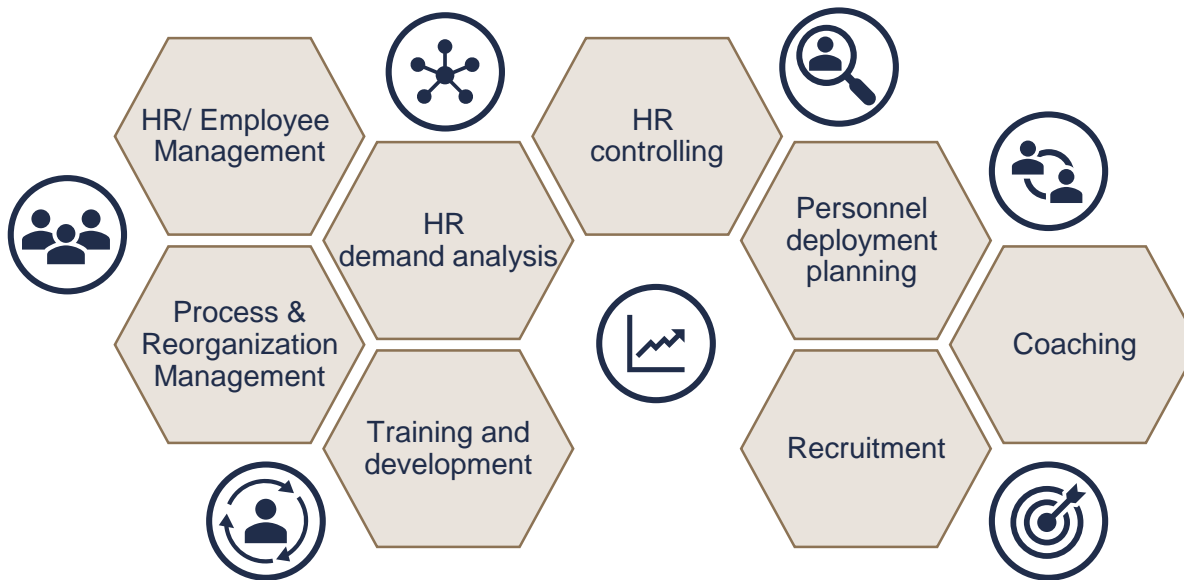 HR/ Employee
Management
HR
demand analysis
HR
controlling
Personnel
deployment
planning
Process &
Reorganization
Management
Training and
development
Recruitment
Coaching